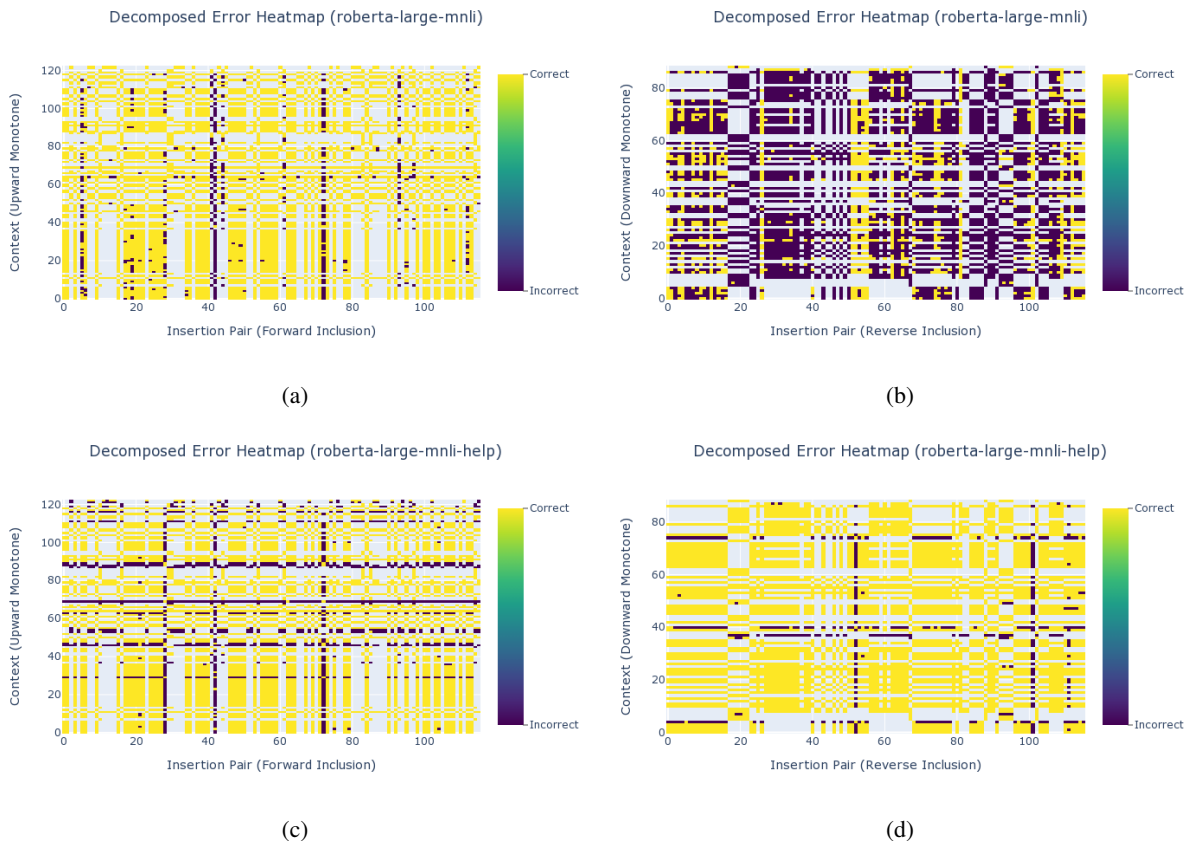 Decomposed Error Heatmap (roberta-large-mnli)
Context (Upward Monotone)
120
100
80
60
40
20
0
0 20 40 60 80 100
Insertion Pair (Forward Inclusion)
Correct
Incorrect
(a)
Decomposed Error Heatmap (roberta-large-mnli)
Context (Downward Monotone)
80
60
40
20
0
0 20 40 60 80 100
Insertion Pair (Reverse Inclusion)
Correct
Incorrect
(b)
Decomposed Error Heatmap (roberta-large-mnli-help)
Context (Upward Monotone)
120
100
80
60
40
20
0
0 20 40 60 80 100
Insertion Pair (Forward Inclusion)
Correct
Incorrect
(c)
Decomposed Error Heatmap (roberta-large-mnli-help)
Context (Downward Monotone)
80
60
40
20
0
0 20 40 60 80 100
Insertion Pair (Reverse Inclusion)
Correct
Incorrect
(d)